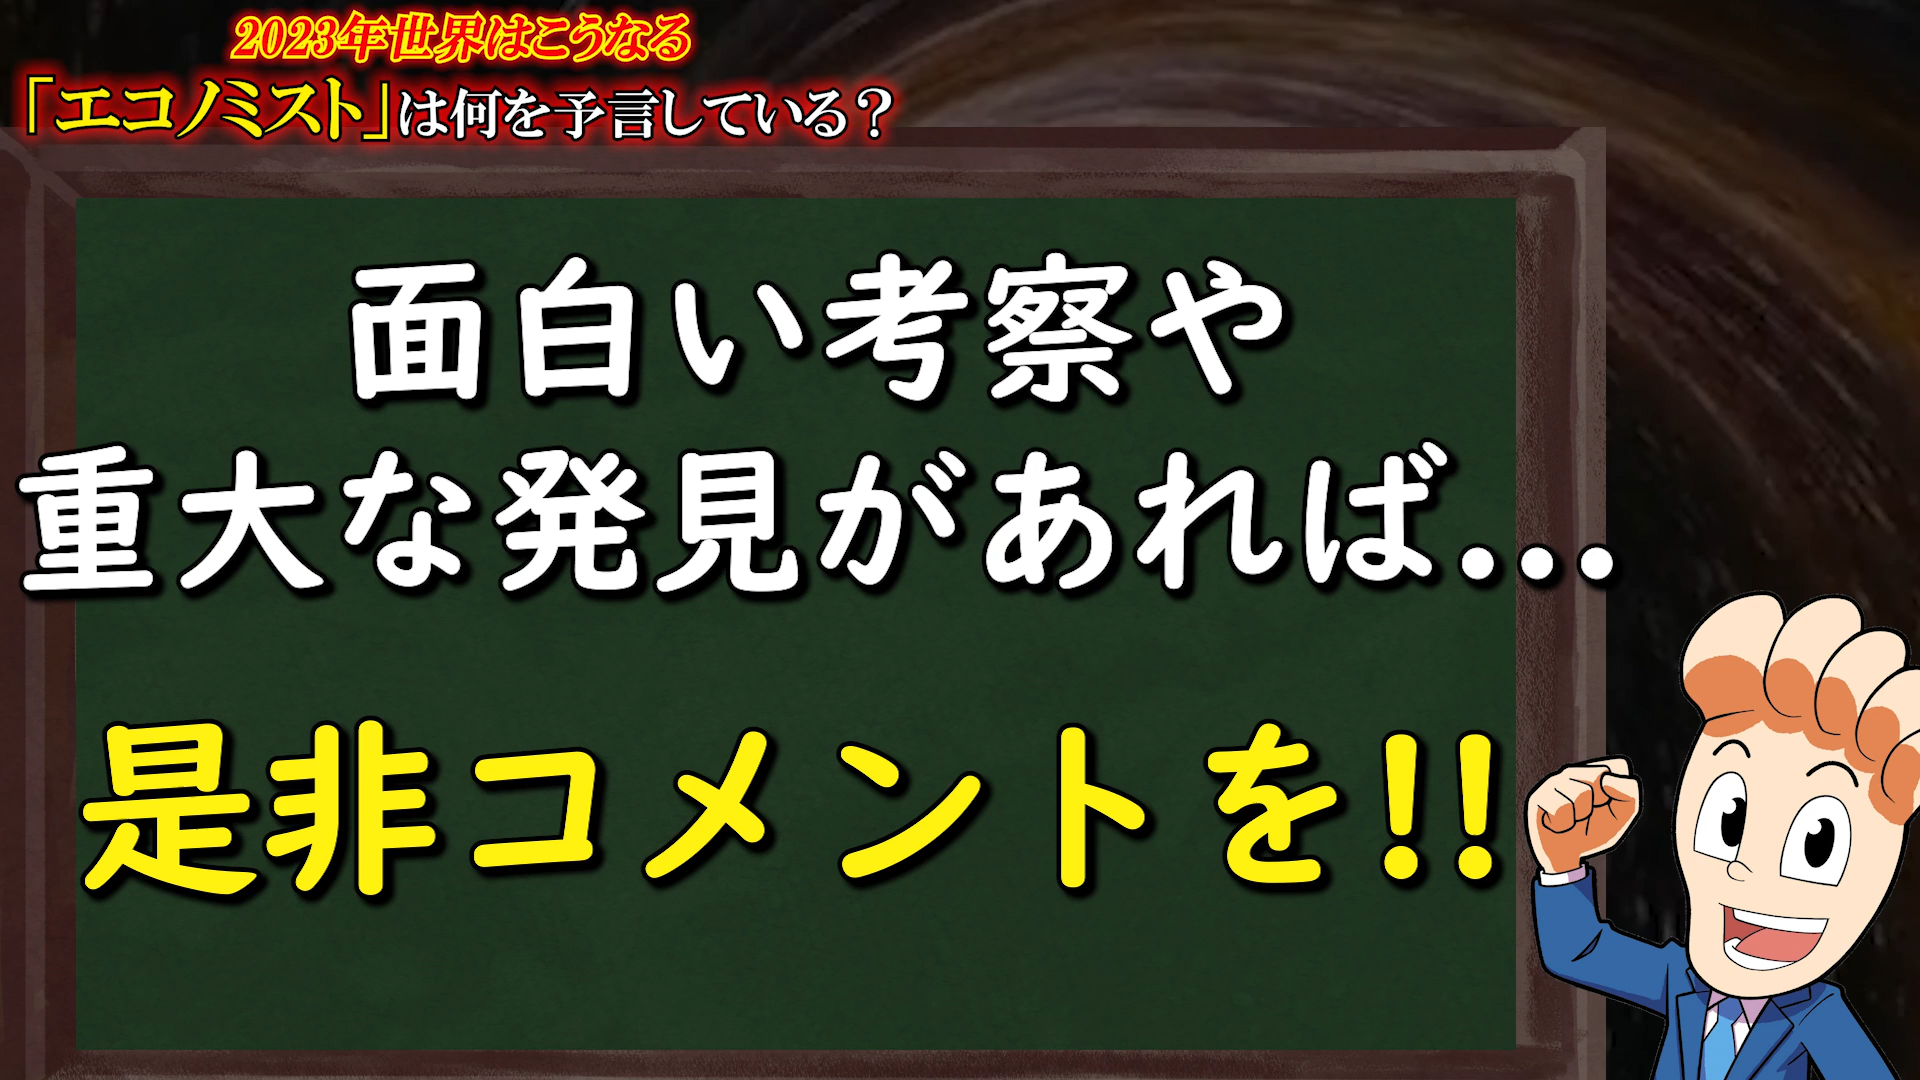 2023年世界はこうなる
「エコノミスト」は何を予言している？
面白い考察や
重大な発見があれば...
是非コメントを!!